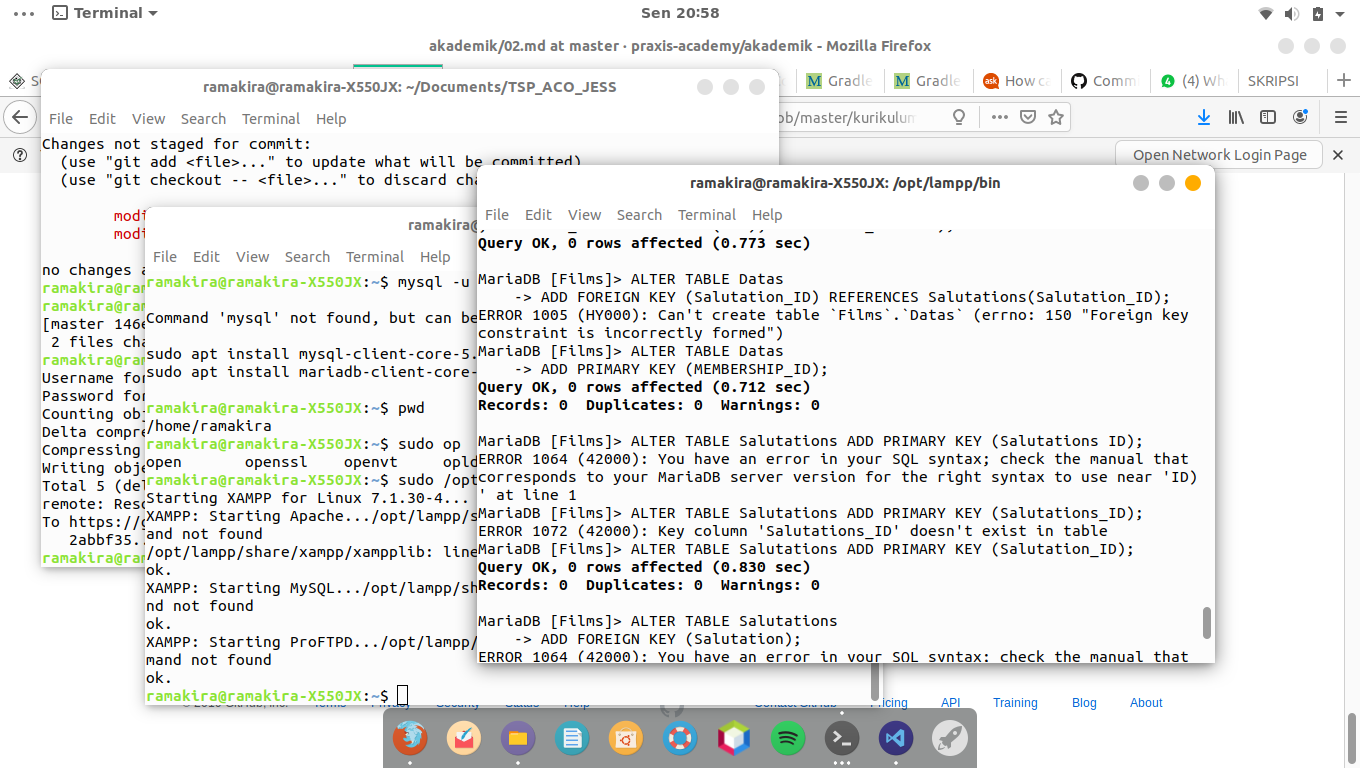 Terminal
Sen 20:58
akademik/02.md at master · praxis-academy/akademik - Mozilla Firefox
Gradle
Gradle
How ca
Comm
(4) Wh
SKRIPSI
ob/master/kurikulum
Open Network Login Page
ramakira@ramakira-X550JX: ~/Documents/TSP_ACO_JESS
File Edit View Search Terminal Help
Changes not staged for commit:
(use "git add <file>..." to update what will be committed)
(use "git checkout -- <file>..." to discard cha
modi
modi
no changes a
ramakira@ra
ramakira@ra
[master 146e
2 files cha
ramakira@ra
Username for
Password for
Counting obj
Delta compre
Compressing
Writing obje
Total 5 (del
remote: Reso
To https://g
2abbf35..
ramakira@ra
ramakira@
File Edit View Search Terminal Help
ramakira@ramakira-X550JX:~$ mysql -u
Command 'mysql' not found, but can be
sudo apt install mysql-client-core-5.
sudo apt install mariadb-client-core-
ramakira@ramakira-X550JX:~$ pwd
/home/ramakira
ramakira@ramakira-X550JX:~$ sudo op
open openssl openvt opld
ramakira@ramakira-X550JX:~$ sudo /opt
Starting XAMPP for Linux 7.1.30-4...
XAMPP: Starting Apache.../opt/lampp/s
and not found
/opt/lampp/share/xampp/xampplib: line
ok.
XAMPP: Starting MySQL.../opt/lampp/sh
nd not found
ok.
XAMPP: Starting ProFTPD.../opt/lampp/
mand not found
ok.
ramakira@ramakira-X550JX:~$
ramakira@ramakira-X550JX: /opt/lampp/bin
File Edit View Search Terminal Help
Query OK, 0 rows affected (0.773 sec)
MariaDB [Films]> ALTER TABLE Datas
-> ADD FOREIGN KEY (Salutation_ID) REFERENCES Salutations(Salutation_ID);
ERROR 1005 (HY000): Can't create table `Films`.`Datas` (errno: 150 "Foreign key
constraint is incorrectly formed")
MariaDB [Films]> ALTER TABLE Datas
-> ADD PRIMARY KEY (MEMBERSHIP_ID);
Query OK, 0 rows affected (0.712 sec)
Records: 0 Duplicates: 0 Warnings: 0
MariaDB [Films]> ALTER TABLE Salutations ADD PRIMARY KEY (Salutations ID);
ERROR 1064 (42000): You have an error in your SQL syntax; check the manual that
corresponds to your MariaDB server version for the right syntax to use near 'ID)
' at line 1
MariaDB [Films]> ALTER TABLE Salutations ADD PRIMARY KEY (Salutations_ID);
ERROR 1072 (42000): Key column 'Salutations_ID' doesn't exist in table
MariaDB [Films]> ALTER TABLE Salutations ADD PRIMARY KEY (Salutation_ID);
Query OK, 0 rows affected (0.830 sec)
Records: 0 Duplicates: 0 Warnings: 0
MariaDB [Films]> ALTER TABLE Salutations
-> ADD FOREIGN KEY (Salutation);
ERROR 1064 (42000): You have an error in your SQL syntax; check the manual that
Pricing API Training Blog About